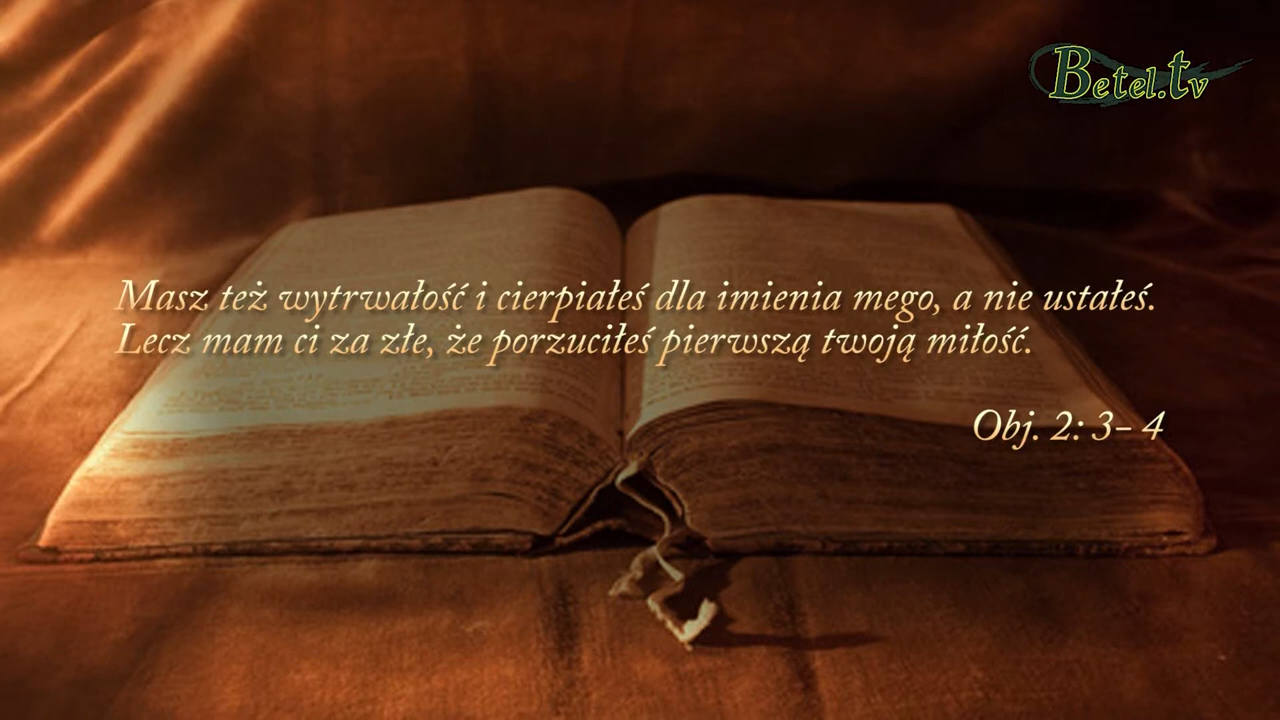 Betel.tv
Masz też wytrwałość i cierpiałeś dla imienia mego, a nie ustałeś.
Lecz mam ci za złe, że porzuciłeś pierwszą twoją miłość.
Obj. 2: 3- 4